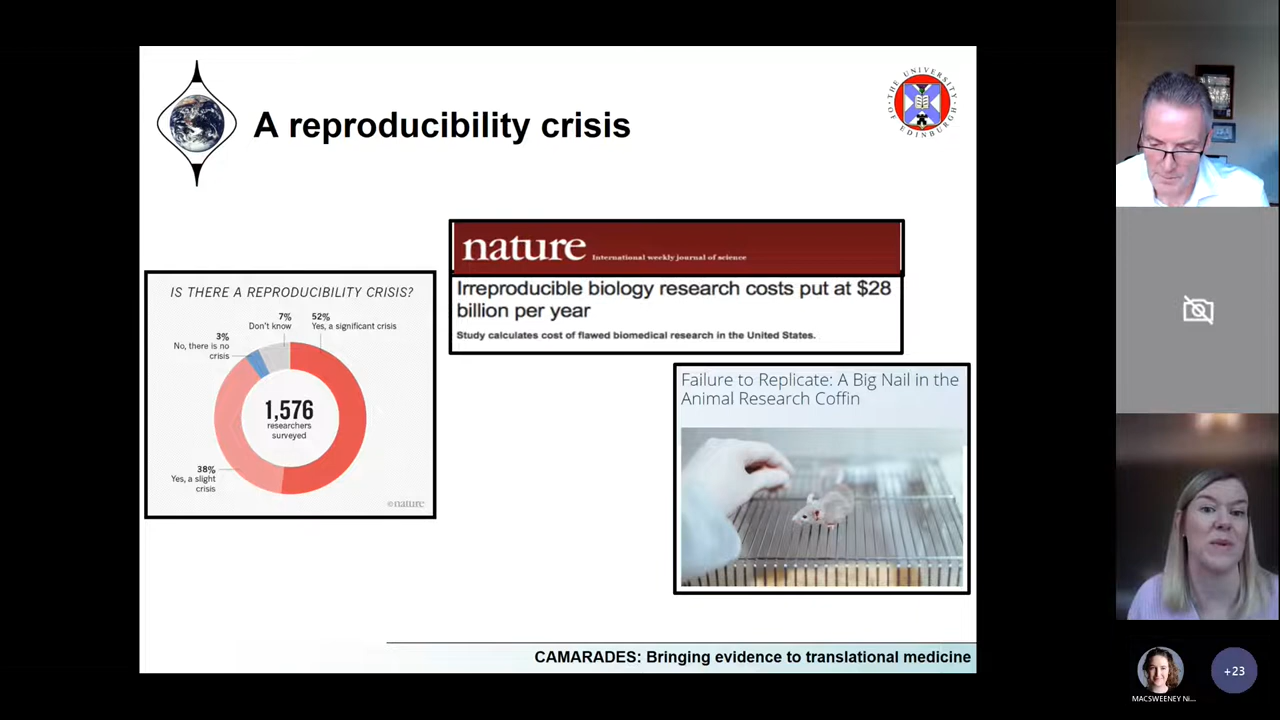 THE UNIVERSITY
OF EDINBURGH
A reproducibility crisis
nature International weekly journal of science
Irreproducible biology research costs put at $28
billion per year
Study calculates cost of flawed biomedical research in the United States.
IS THERE A REPRODUCIBILITY CRISIS?
7%
Don't know
52%
Yes, a significant crisis
3%
No, there is no
crisis
1,576
researchers
surveyed
38%
Yes, a slight
crisis
©nature
Failure to Replicate: A Big Nail in the
Animal Research Coffin
CAMARADES: Bringing evidence to translational medicine
MACSWEENEY Ni...
+23